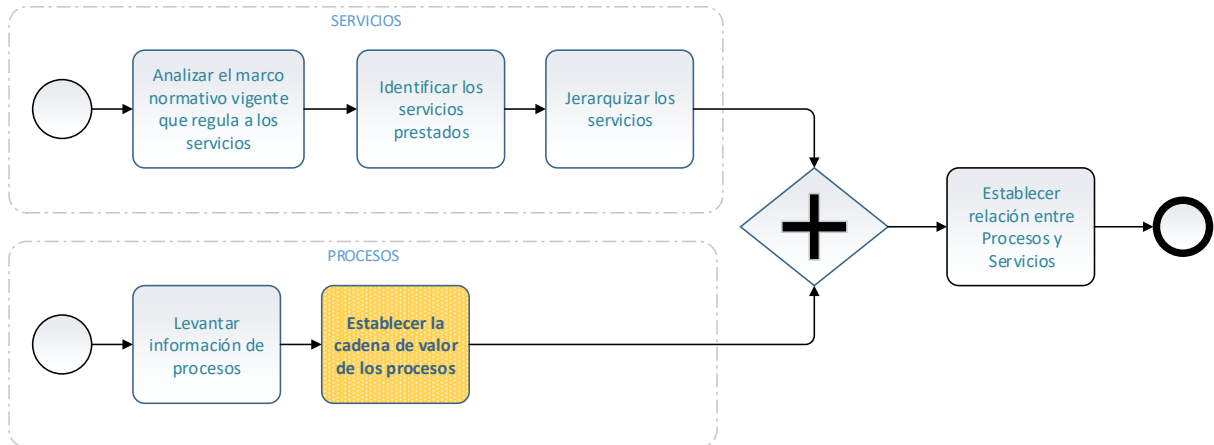 SERVICIOS
Analizar el marco
normativo vigente
que regula a los
servicios
Identificar los
servicios
prestados
Jerarquizar los
servicios
Establecer
relación entre
Procesos y
Servicios
PROCESOS
Levantar
información de
procesos
Establecer la
cadena de valor
de los procesos